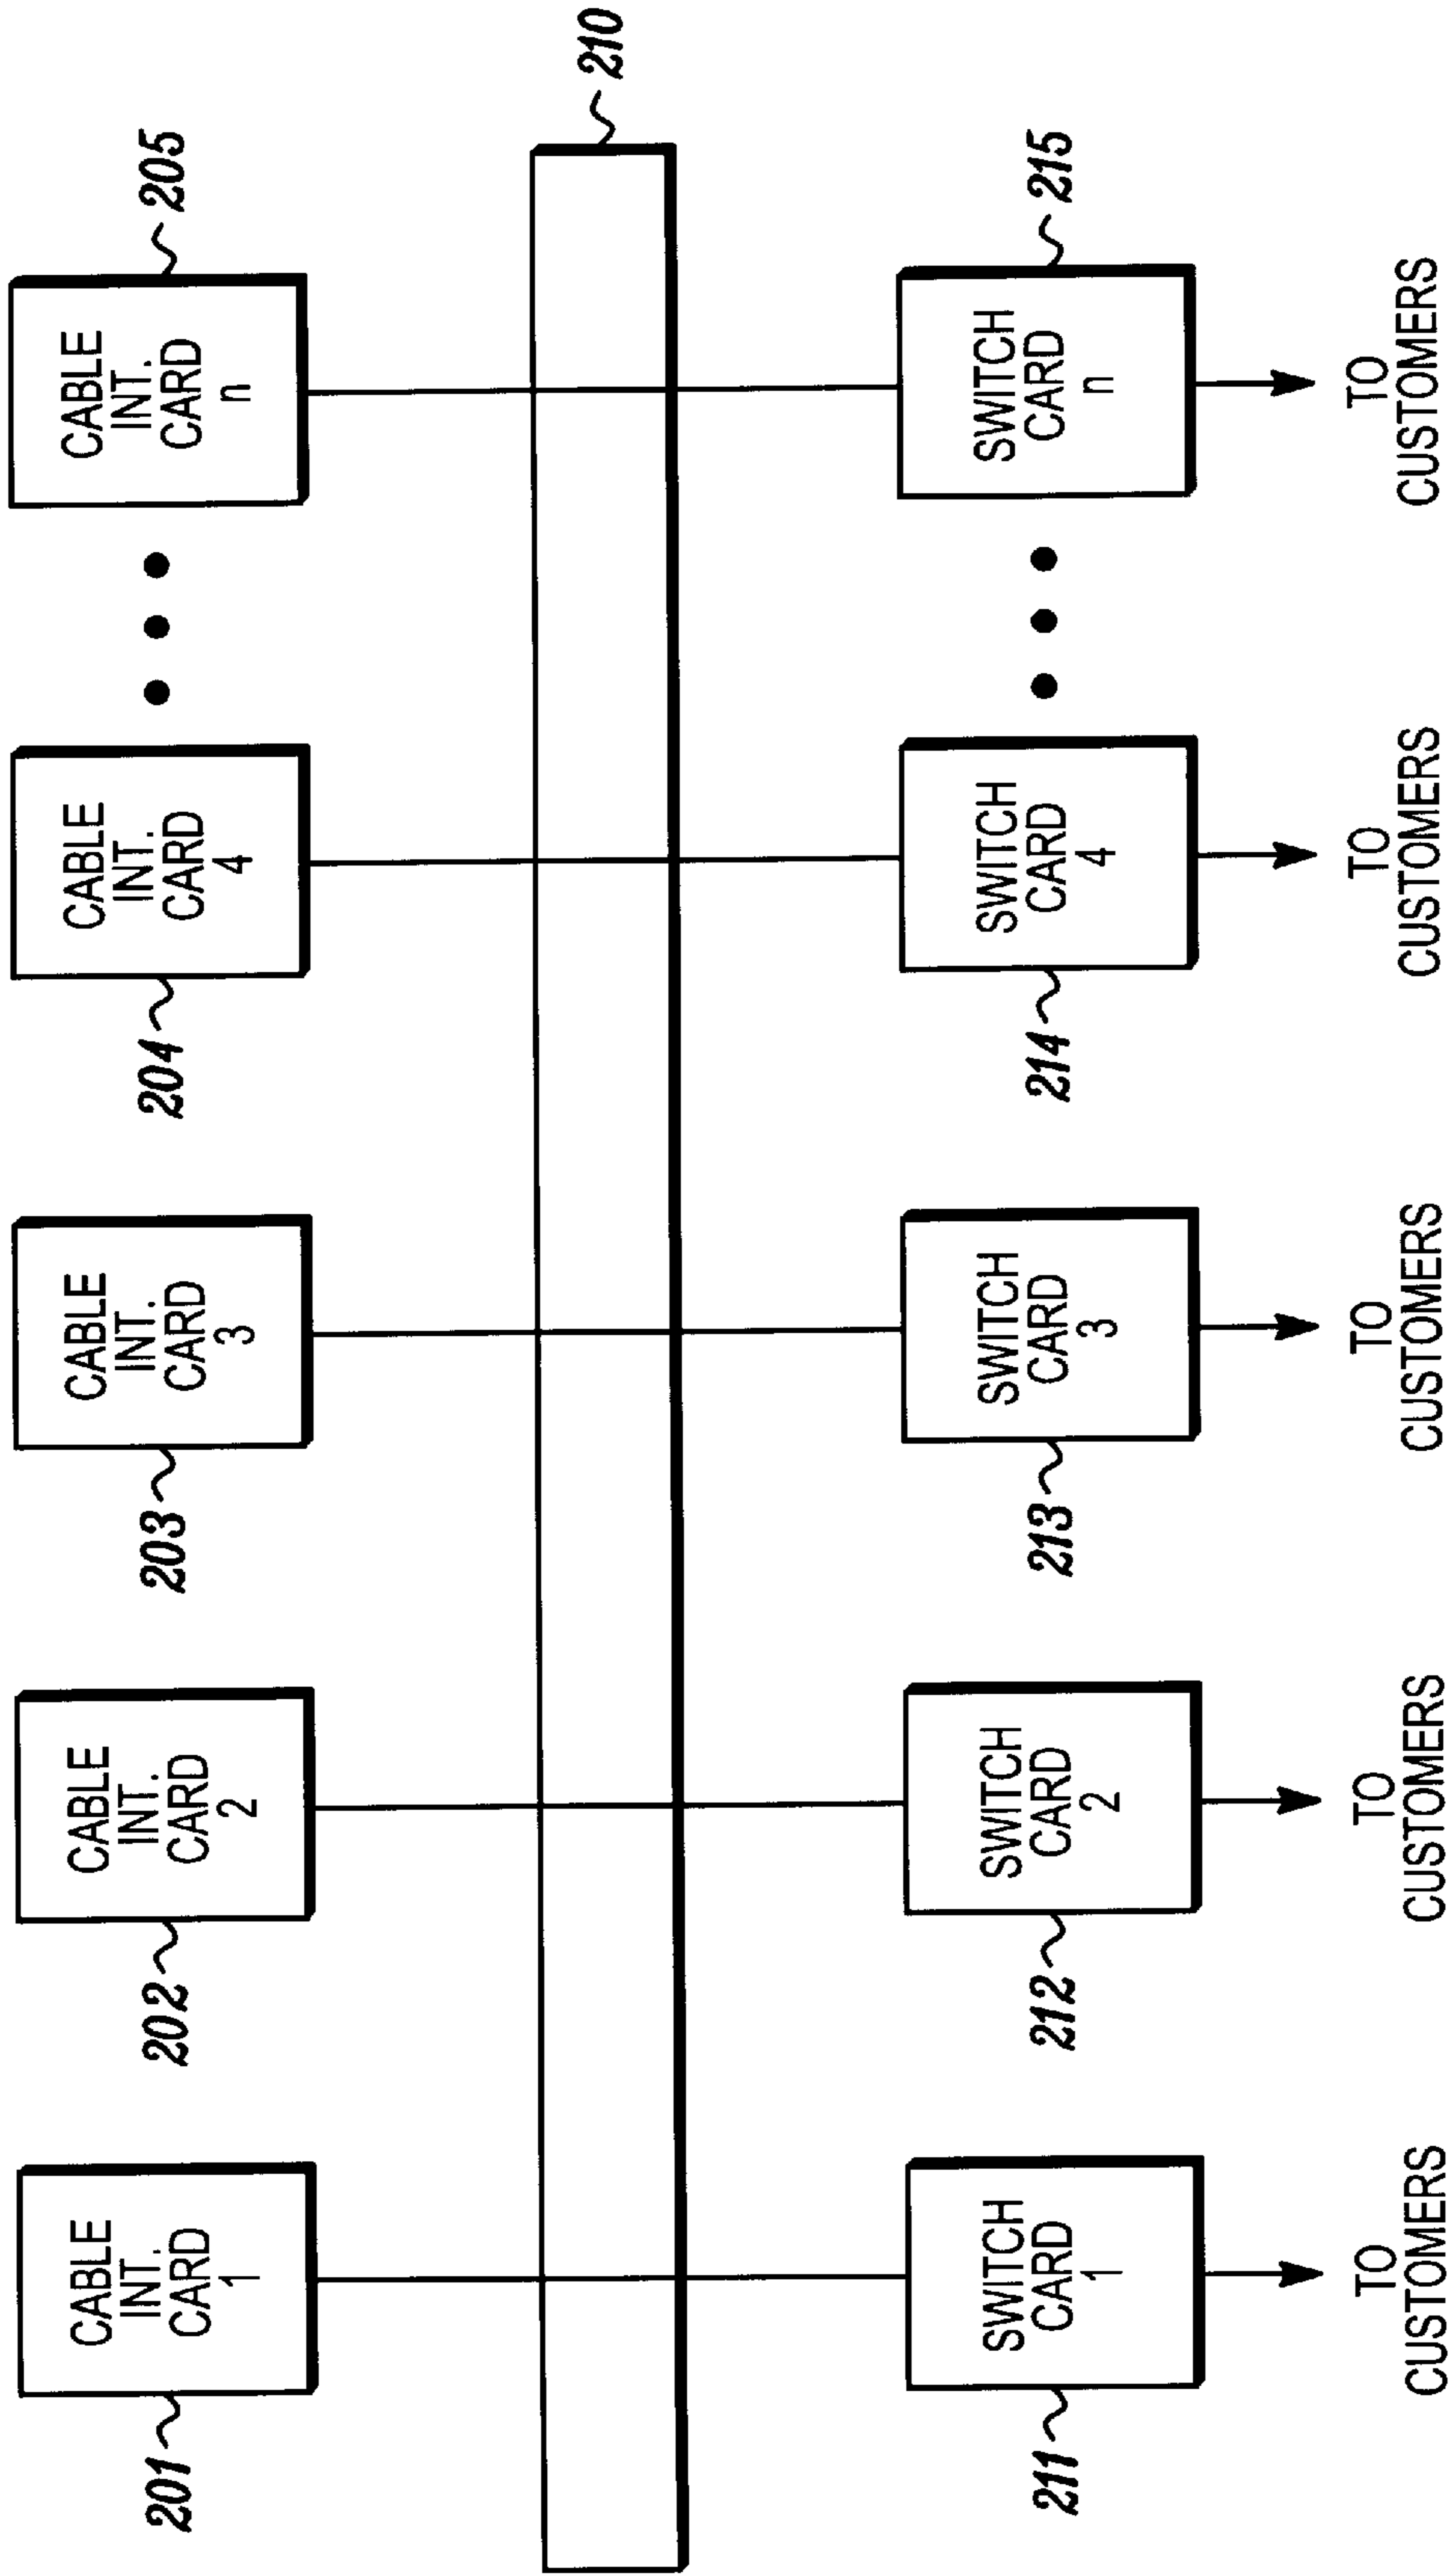 201
CABLE
INT.
CARD
1
202
CABLE
INT.
CARD
2
203
CABLE
INT.
CARD
3
204
CABLE
INT.
CARD
4
CABLE
INT.
CARD
n
205
210
211
SWITCH
CARD
1
212
SWITCH
CARD
2
213
SWITCH
CARD
3
214
SWITCH
CARD
4
SWITCH
CARD
n
215
TO
CUSTOMERS
TO
CUSTOMERS
TO
CUSTOMERS
TO
CUSTOMERS
TO
CUSTOMERS